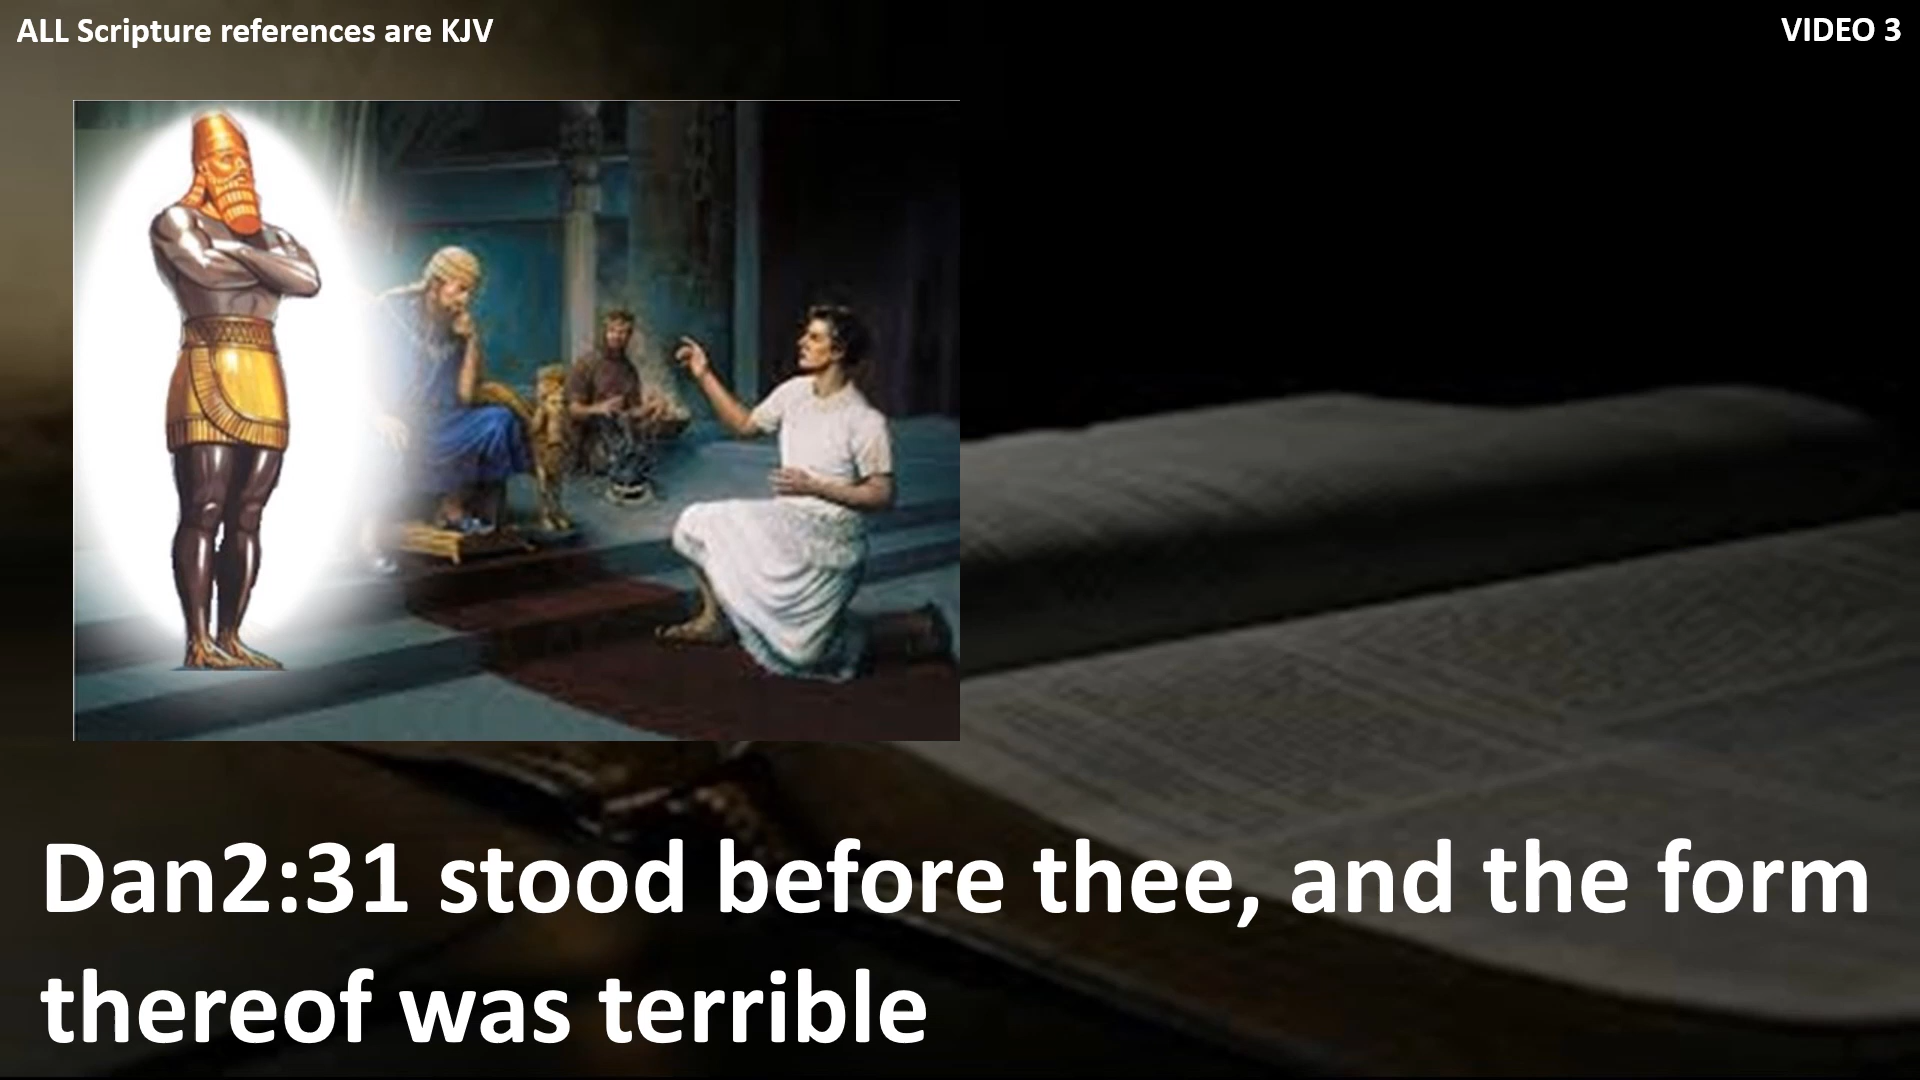 ALL Scripture references are KJV
VIDEO 3
Dan2:31 stood before thee, and the form
thereof was terrible